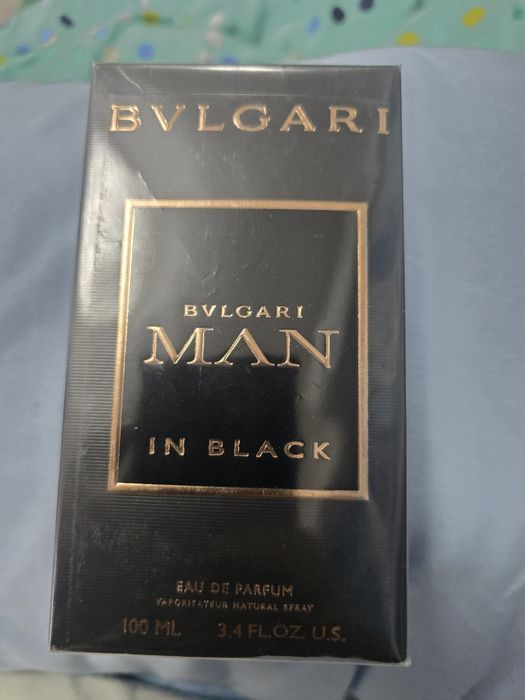 BVLGARI
BVLGARI
MAN
IN BLACK
EAU DE PARFUM
VAPORISATEUR NATURAL SPRAY
100 ML 3.4 FL.OZ. U.S.